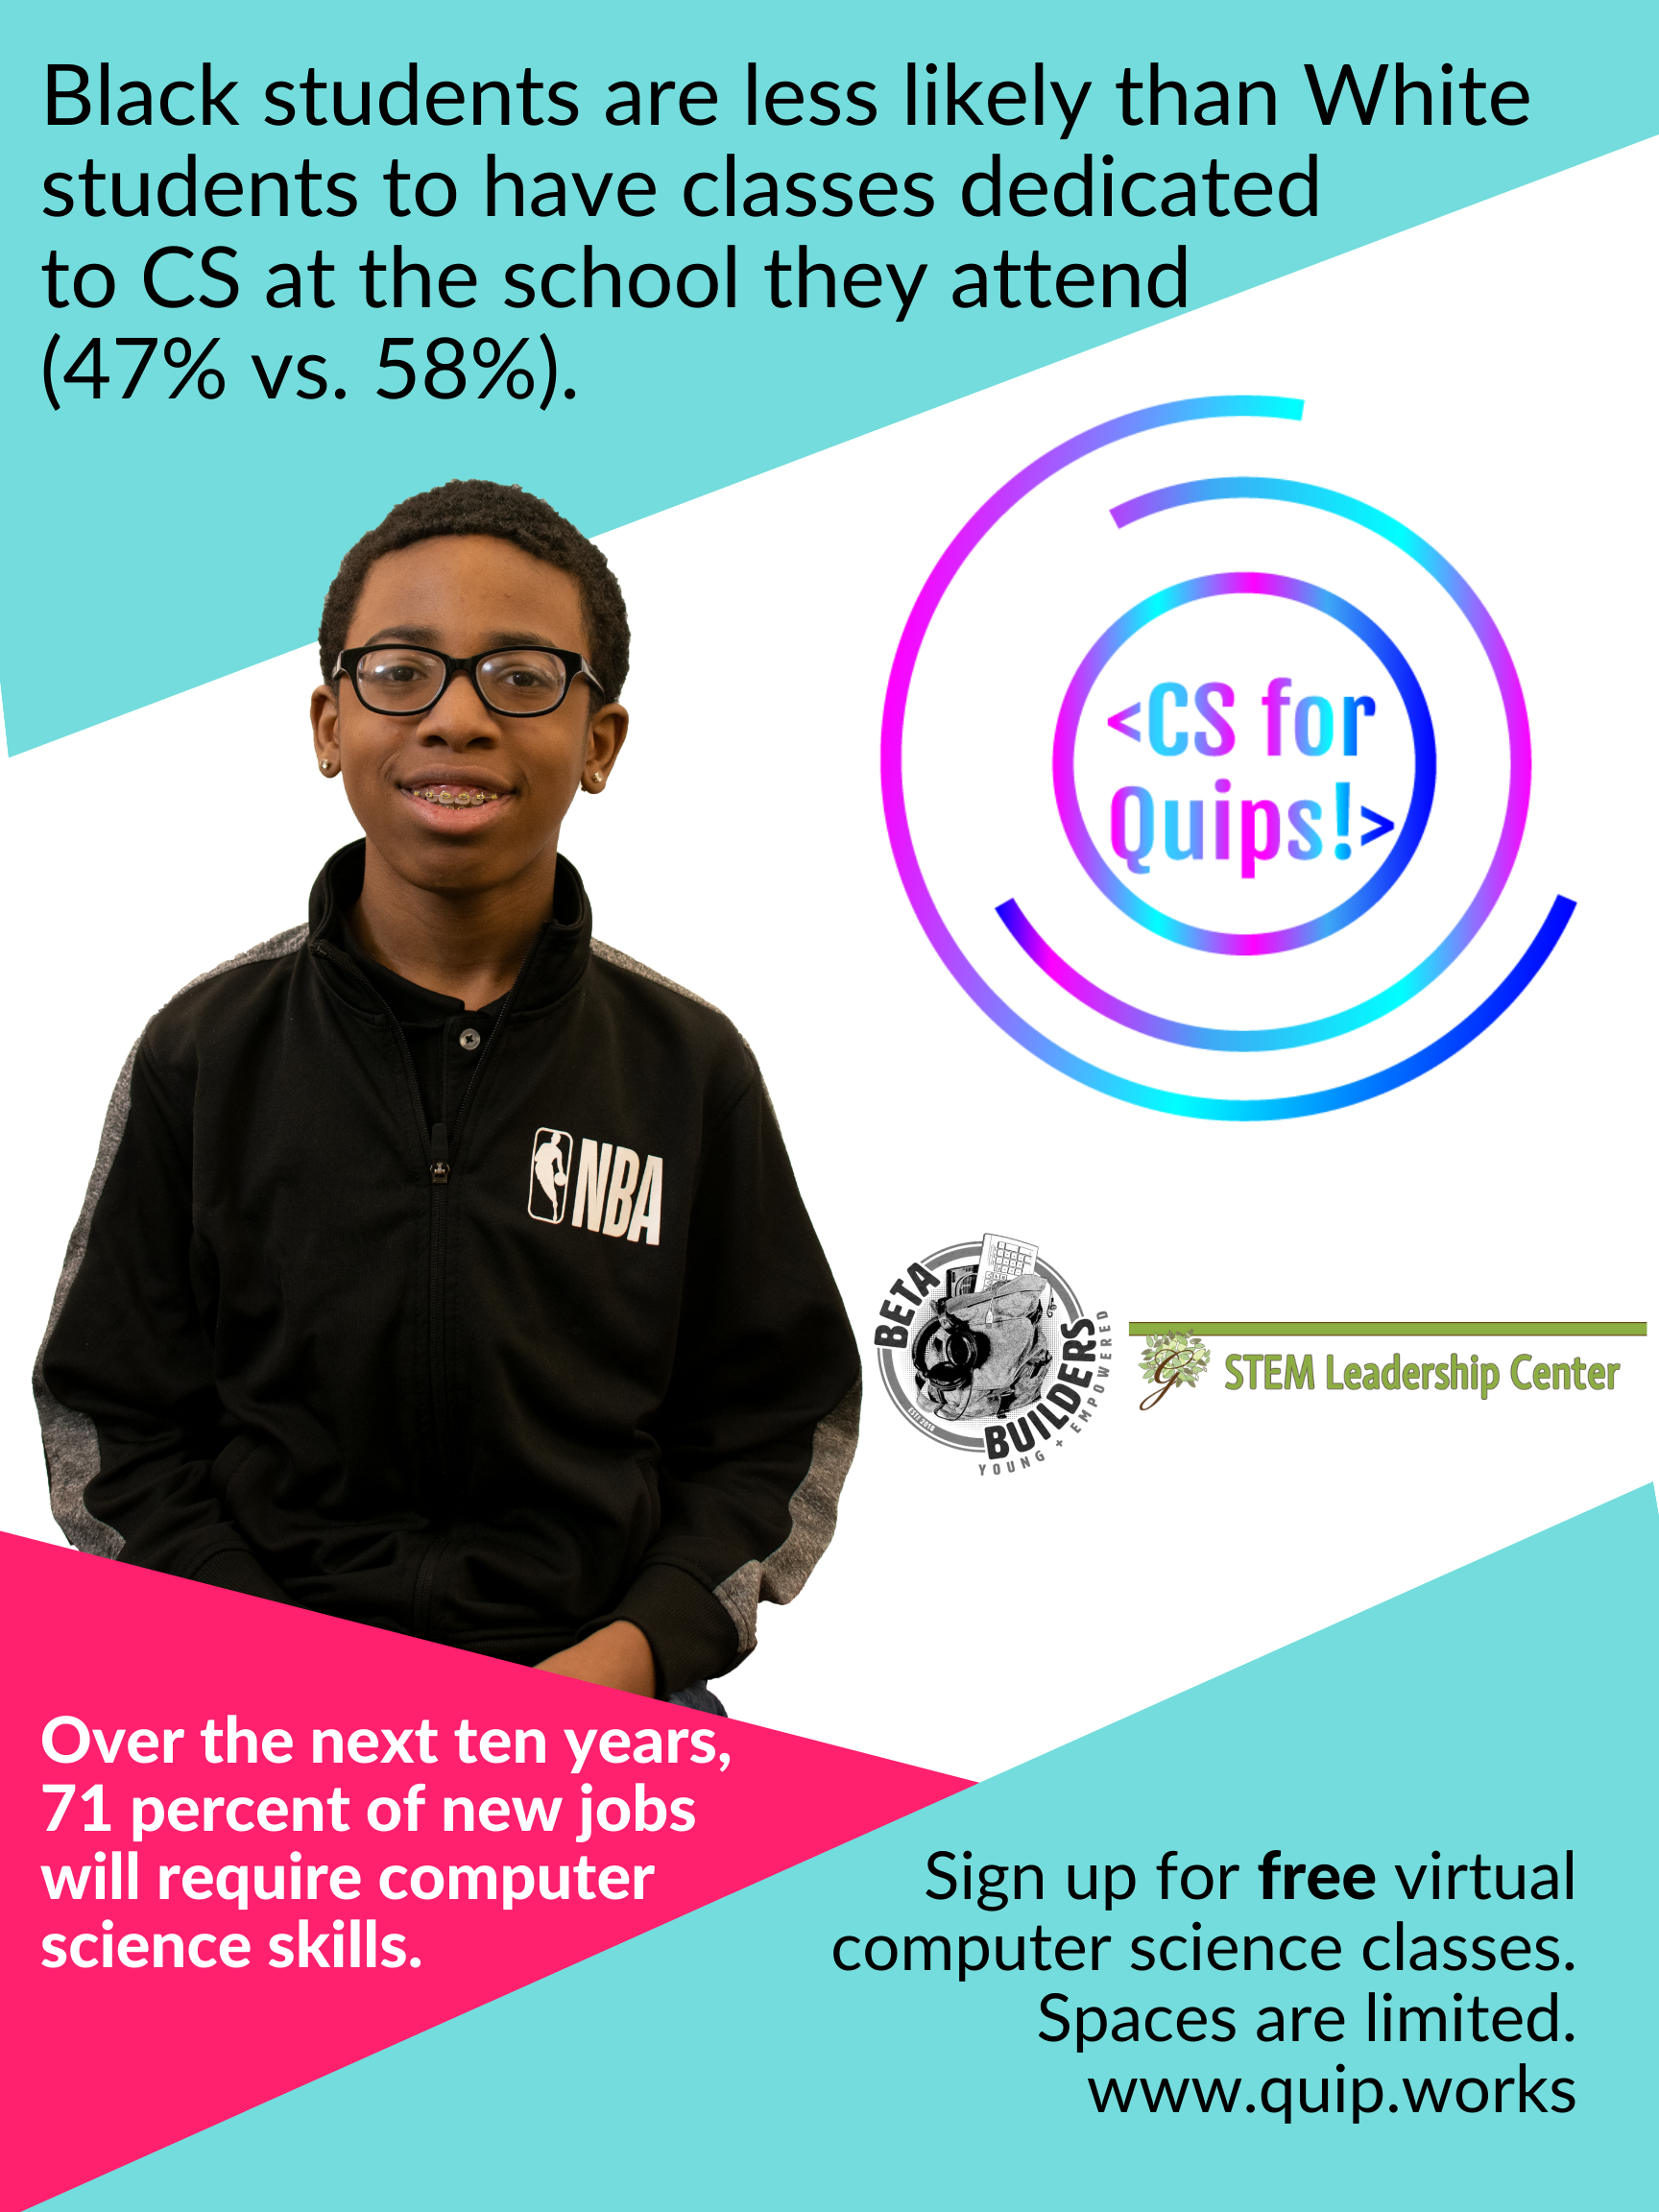 Black students are less likely than White
students to have classes dedicated
to CS at the school they attend
(47% vs. 58%).
<CS for
Quips!>
NBA
BETA
BUILDERS
YOUNG + EMPOWERED
STEM Leadership Center
Over the next ten years,
71 percent of new jobs
will require computer
science skills.
Sign up for free virtual
computer science classes.
Spaces are limited.
www.quip.works